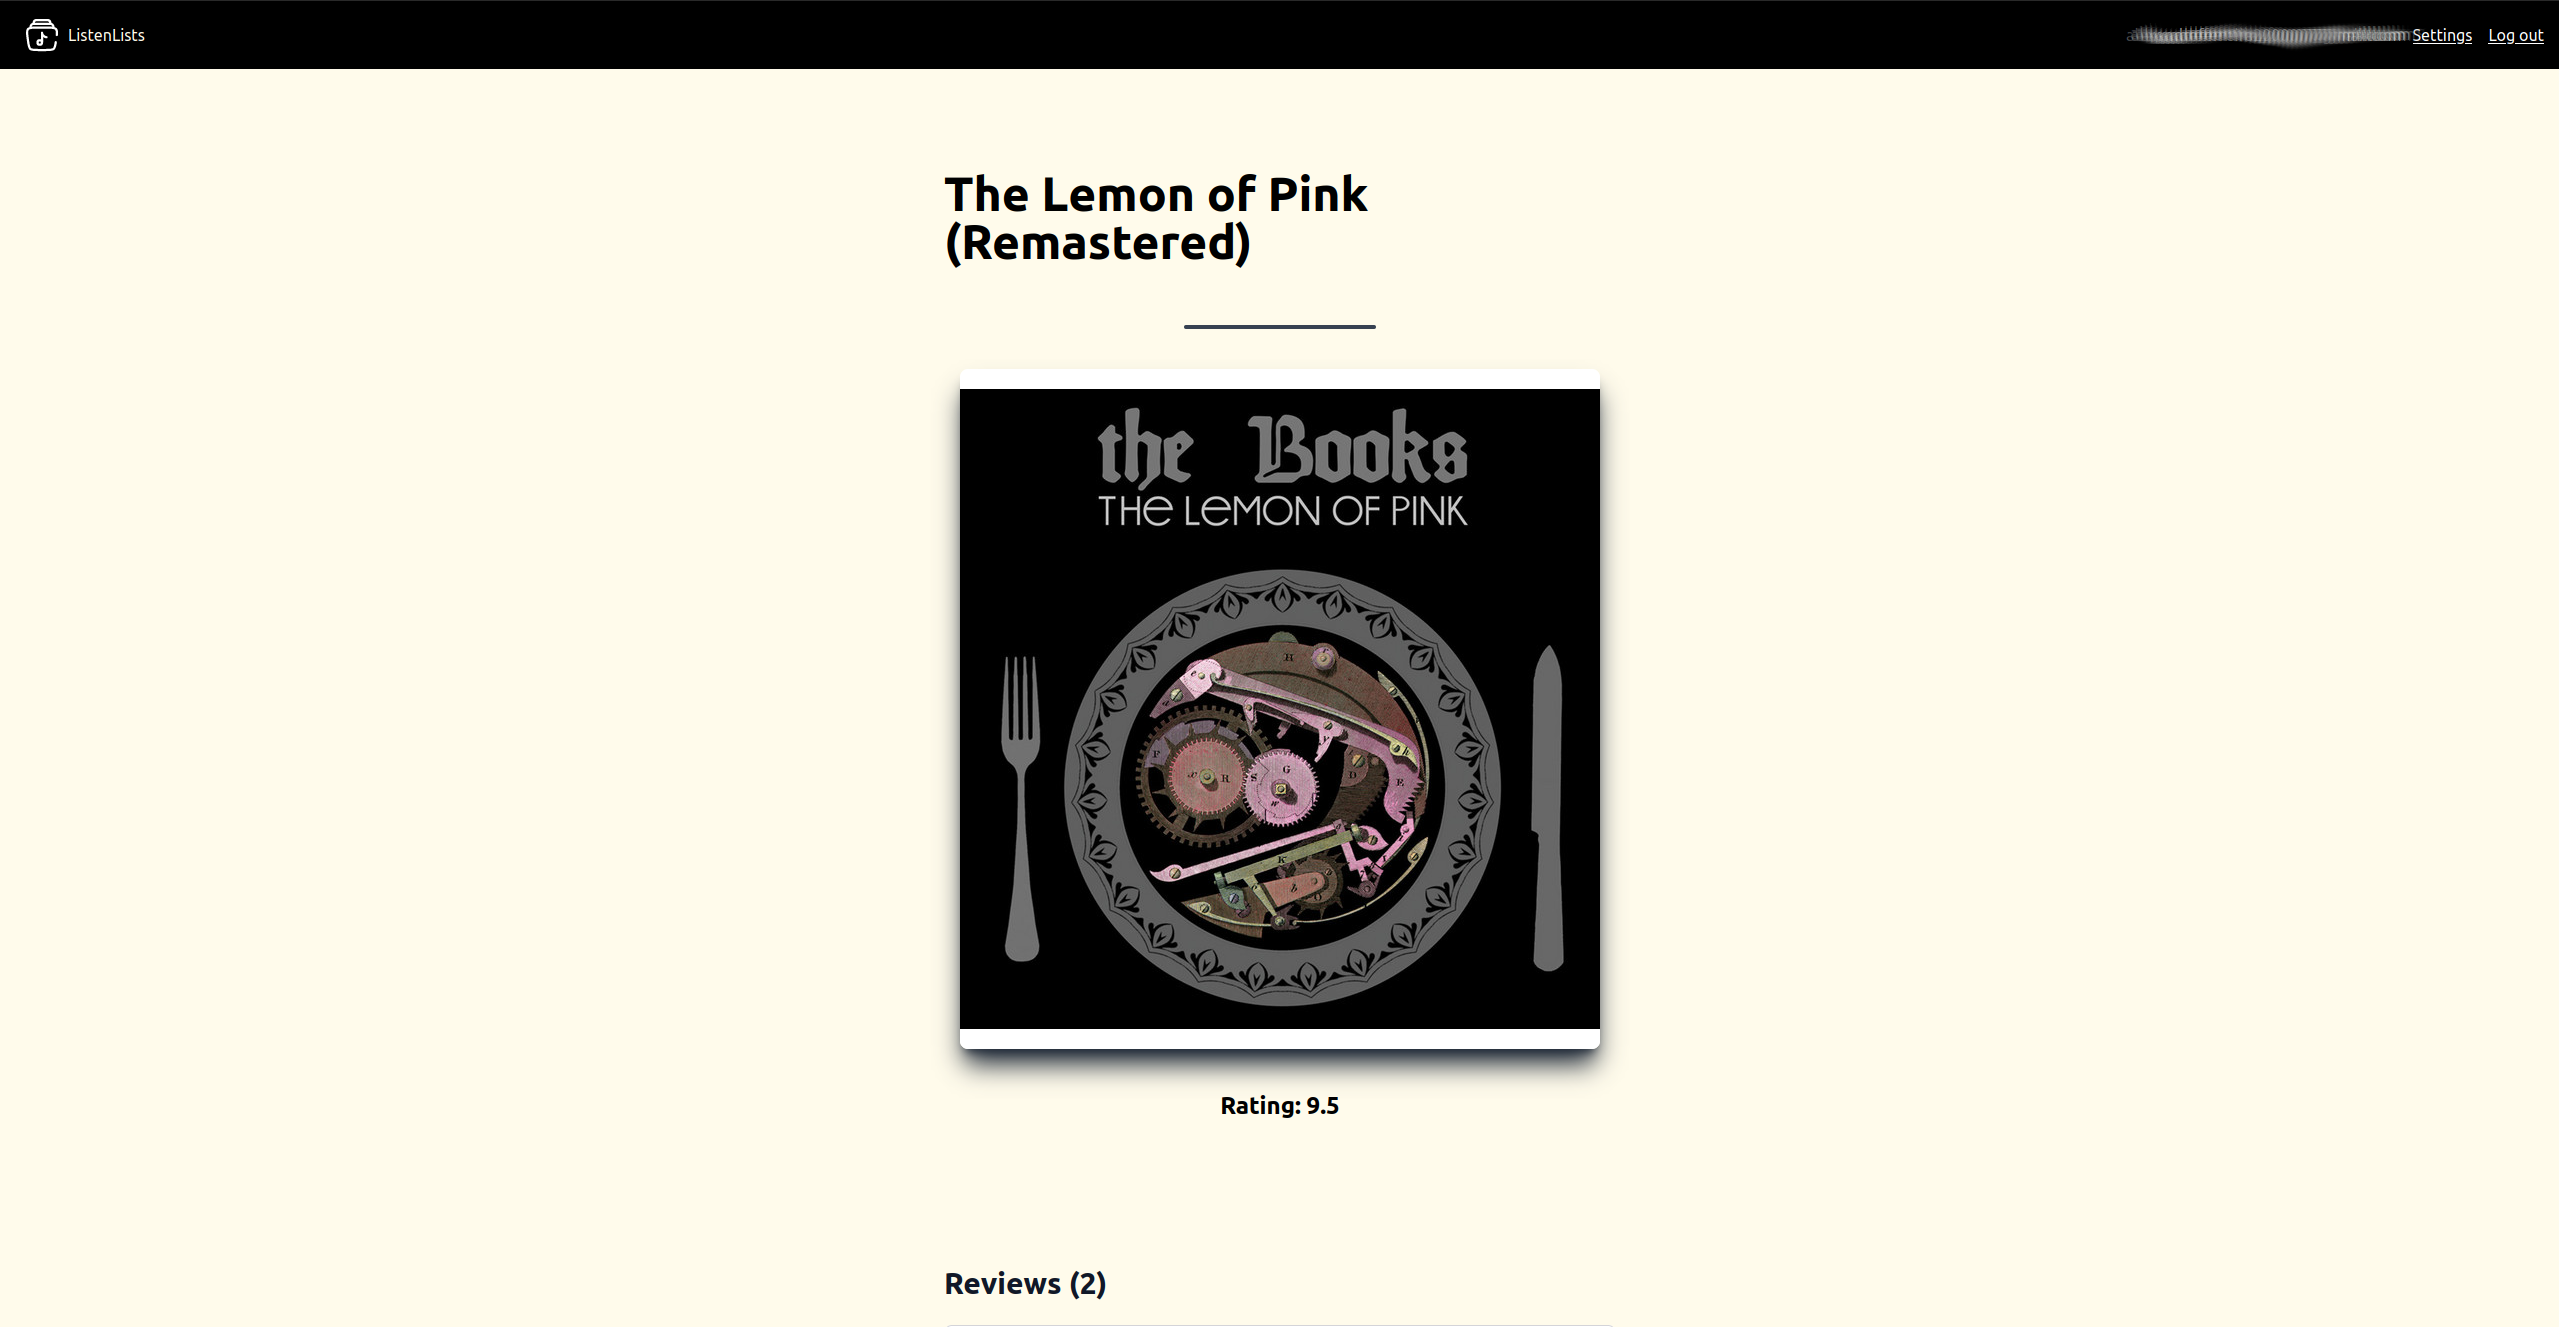 ListenLists
Settings Log out
The Lemon of Pink
(Remastered)
the Books
THe LeMON OF PINK
H
F
R
S
G
D
E
K
Rating: 9.5
Reviews (2)